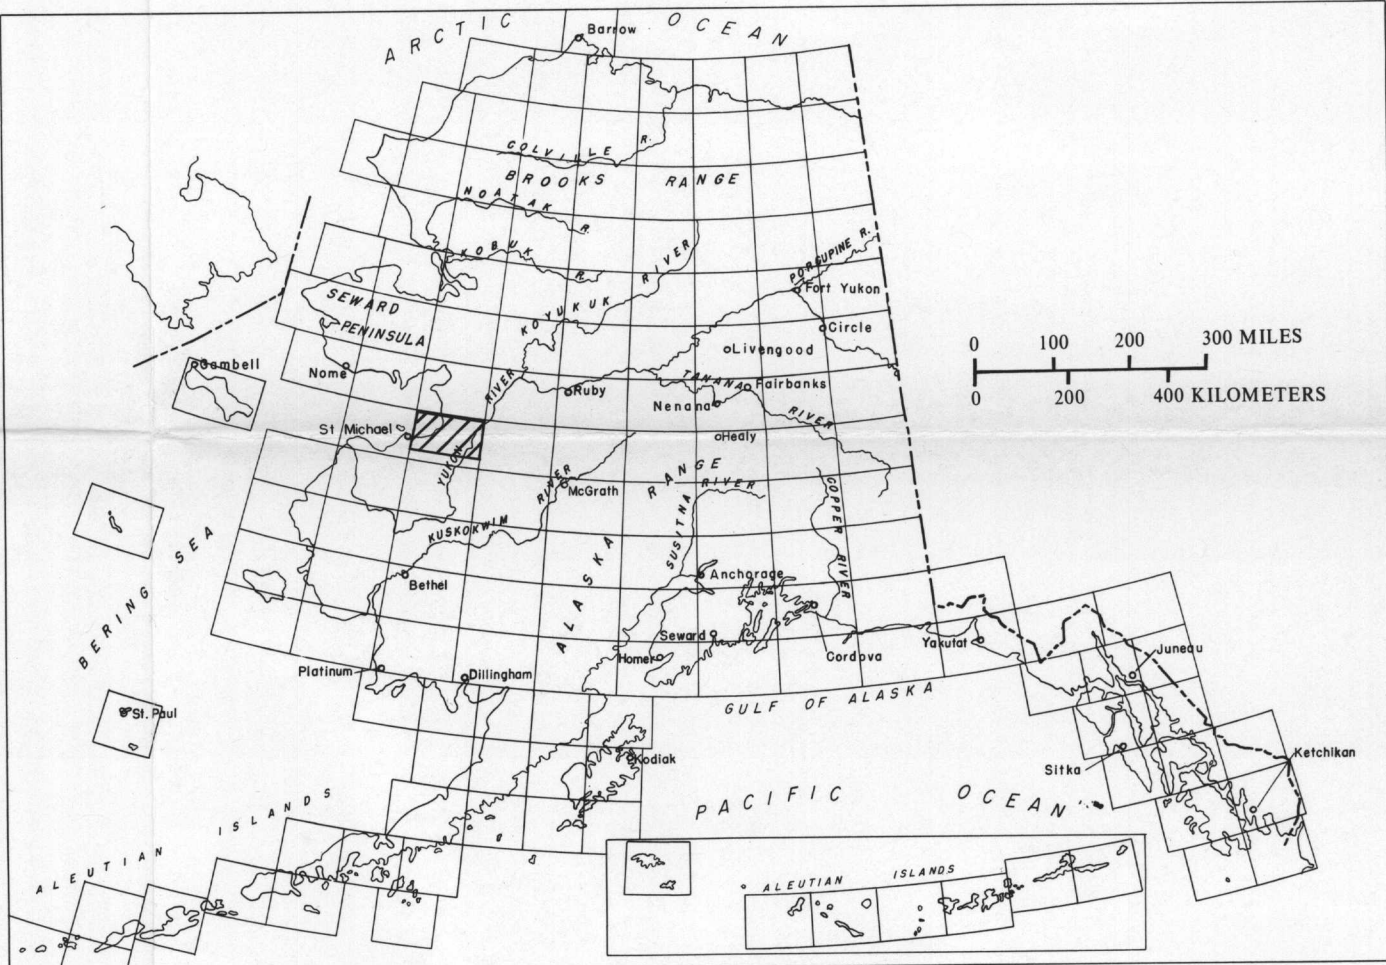 ARCTIC OCEAN
Barrow
COLVILLE R.
BROOKS RANGE
NOATAK R.
KOBUK R.
KOYUKUK RIVER
PORCUPINE R.
Fort Yukon
SEWARD
PENINSULA
Circle
Livengood
0 100 200 300 MILES
0 200 400 KILOMETERS
Gambell
Nome
RIVER
Ruby
TANANA
Fairbanks
Nenana
RIVER
St Michael
YUKON
Healy
RANGE
McGrath
RIVER
SUSITNA
RIVER
COPPER RIVER
KUSKOKWIM
BERING SEA
Bethel
ALASKA
Anchorage
Seward
Homer
Cordova
Yakutat
Juneau
Platinum
Dillingham
GULF OF ALASKA
St. Paul
Kodiak
Sitka
Ketchikan
PACIFIC OCEAN
ALEUTIAN ISLANDS
ALEUTIAN ISLANDS